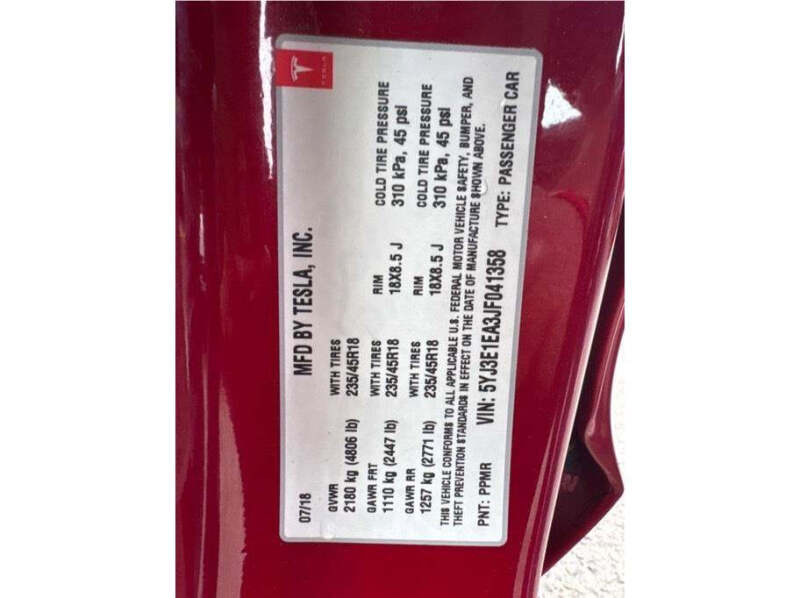 TESLA
07/18 MFD BY TESLA, INC.
GVWR WITH TIRES RIM COLD TIRE PRESSURE
2180 kg (4806 lb) 235/45R18 18X8.5 J 310 kPa, 45 psi
GAWR FRT WITH TIRES RIM COLD TIRE PRESSURE
1110 kg (2447 lb) 235/45R18 18X8.5 J 310 kPa, 45 psi
GAWR RR WITH TIRES
1257 kg (2771 lb) 235/45R18
THIS VEHICLE CONFORMS TO ALL APPLICABLE U.S. FEDERAL MOTOR VEHICLE SAFETY, BUMPER, AND
THEFT PREVENTION STANDARDS IN EFFECT ON THE DATE OF MANUFACTURE SHOWN ABOVE.
PNT: PPMR VIN: 5YJ3E1EA3JF041358 TYPE: PASSENGER CAR